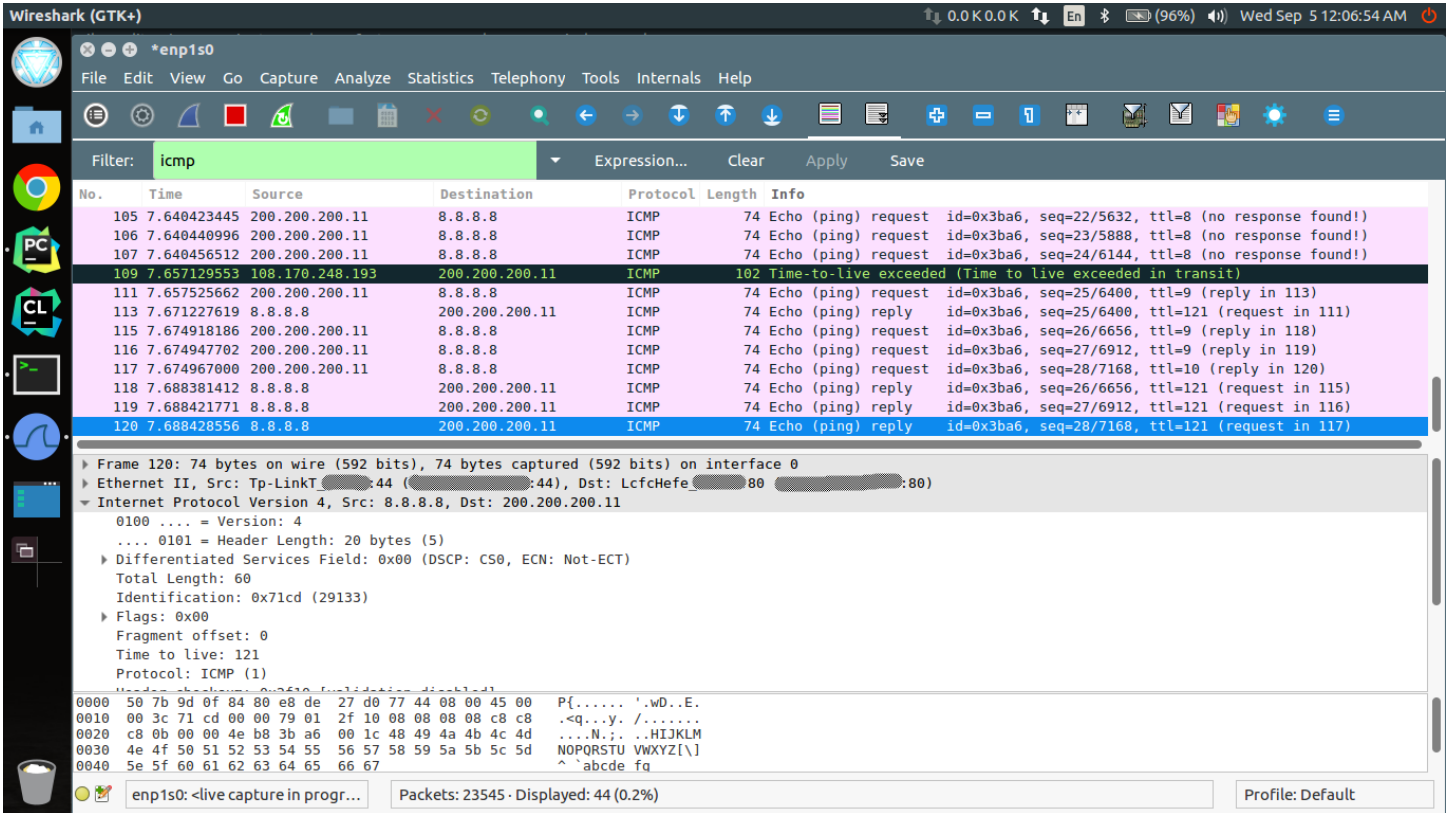 Wireshark (GTK+) 0.0 K 0.0 K En (96%) Wed Sep 5 12:06:54 AM
*enp1s0
File Edit View Go Capture Analyze Statistics Telephony Tools Internals Help
Filter: icmp Expression... Clear Apply Save
No. Time Source Destination Protocol Length Info
105 7.640423445 200.200.200.11 8.8.8.8 ICMP 74 Echo (ping) request id=0x3ba6, seq=22/5632, ttl=8 (no response found!)
106 7.640440996 200.200.200.11 8.8.8.8 ICMP 74 Echo (ping) request id=0x3ba6, seq=23/5888, ttl=8 (no response found!)
107 7.640456512 200.200.200.11 8.8.8.8 ICMP 74 Echo (ping) request id=0x3ba6, seq=24/6144, ttl=8 (no response found!)
109 7.657129553 108.170.248.193 200.200.200.11 ICMP 102 Time-to-live exceeded (Time to live exceeded in transit)
111 7.657525662 200.200.200.11 8.8.8.8 ICMP 74 Echo (ping) request id=0x3ba6, seq=25/6400, ttl=9 (reply in 113)
113 7.671227619 8.8.8.8 200.200.200.11 ICMP 74 Echo (ping) reply id=0x3ba6, seq=25/6400, ttl=121 (request in 111)
115 7.674918186 200.200.200.11 8.8.8.8 ICMP 74 Echo (ping) request id=0x3ba6, seq=26/6656, ttl=9 (reply in 118)
116 7.674947702 200.200.200.11 8.8.8.8 ICMP 74 Echo (ping) request id=0x3ba6, seq=27/6912, ttl=9 (reply in 119)
117 7.674967000 200.200.200.11 8.8.8.8 ICMP 74 Echo (ping) request id=0x3ba6, seq=28/7168, ttl=10 (reply in 120)
118 7.688381412 8.8.8.8 200.200.200.11 ICMP 74 Echo (ping) reply id=0x3ba6, seq=26/6656, ttl=121 (request in 115)
119 7.688421771 8.8.8.8 200.200.200.11 ICMP 74 Echo (ping) reply id=0x3ba6, seq=27/6912, ttl=121 (request in 116)
120 7.688428556 8.8.8.8 200.200.200.11 ICMP 74 Echo (ping) reply id=0x3ba6, seq=28/7168, ttl=121 (request in 117)
PC
CL
Frame 120: 74 bytes on wire (592 bits), 74 bytes captured (592 bits) on interface 0
Ethernet II, Src: Tp-LinkT_ :44 ( :44), Dst: LcfcHefe_ 80 :80)
Internet Protocol Version 4, Src: 8.8.8.8, Dst: 200.200.200.11
0100 .... = Version: 4
.... 0101 = Header Length: 20 bytes (5)
Differentiated Services Field: 0x00 (DSCP: CS0, ECN: Not-ECT)
Total Length: 60
Identification: 0x71cd (29133)
Flags: 0x00
Fragment offset: 0
Time to live: 121
Protocol: ICMP (1)
Header checksum: 0x2f10 [validation disabled]
0000 50 7b 9d 0f 84 80 e8 de 27 d0 77 44 08 00 45 00 P{...... '.wD..E.
0010 00 3c 71 cd 00 00 79 01 2f 10 08 08 08 08 c8 c8 .<q...y. /.......
0020 c8 0b 00 00 4e b8 3b a6 00 1c 48 49 4a 4b 4c 4d ....N.;. ..HIJKLM
0030 4e 4f 50 51 52 53 54 55 56 57 58 59 5a 5b 5c 5d NOPQRSTU VWXYZ[\]
0040 5e 5f 60 61 62 63 64 65 66 67 ^_`abcde fg
enp1s0: <live capture in progr... Packets: 23545 · Displayed: 44 (0.2%) Profile: Default